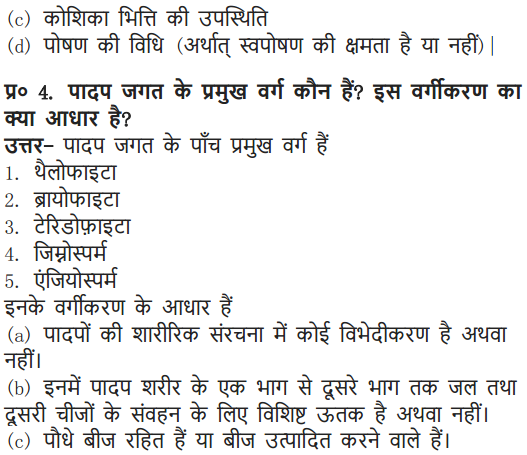 (c) कोशिका भित्ति की उपस्थिति
(d) पोषण की विधि (अर्थात् स्वपोषण की क्षमता है या नहीं)|
प्र० 4. पादप जगत के प्रमुख वर्ग कौन हैं? इस वर्गीकरण का
क्या आधार है?
उत्तर- पादप जगत के पाँच प्रमुख वर्ग हैं
1. थैलोफाइटा
2. ब्रायोफाइटा
3. टेरिडोफ़ाइटा
4. जिम्नोस्पर्म
5. एंजियोस्पर्म
इनके वर्गीकरण के आधार हैं
(a) पादपों की शारीरिक संरचना में कोई विभेदीकरण है अथवा
नहीं।
(b) इनमें पादप शरीर के एक भाग से दूसरे भाग तक जल तथा
दूसरी चीजों के संवहन के लिए विशिष्ट ऊतक है अथवा नहीं।
(c) पौधे बीज रहित हैं या बीज उत्पादित करने वाले हैं।